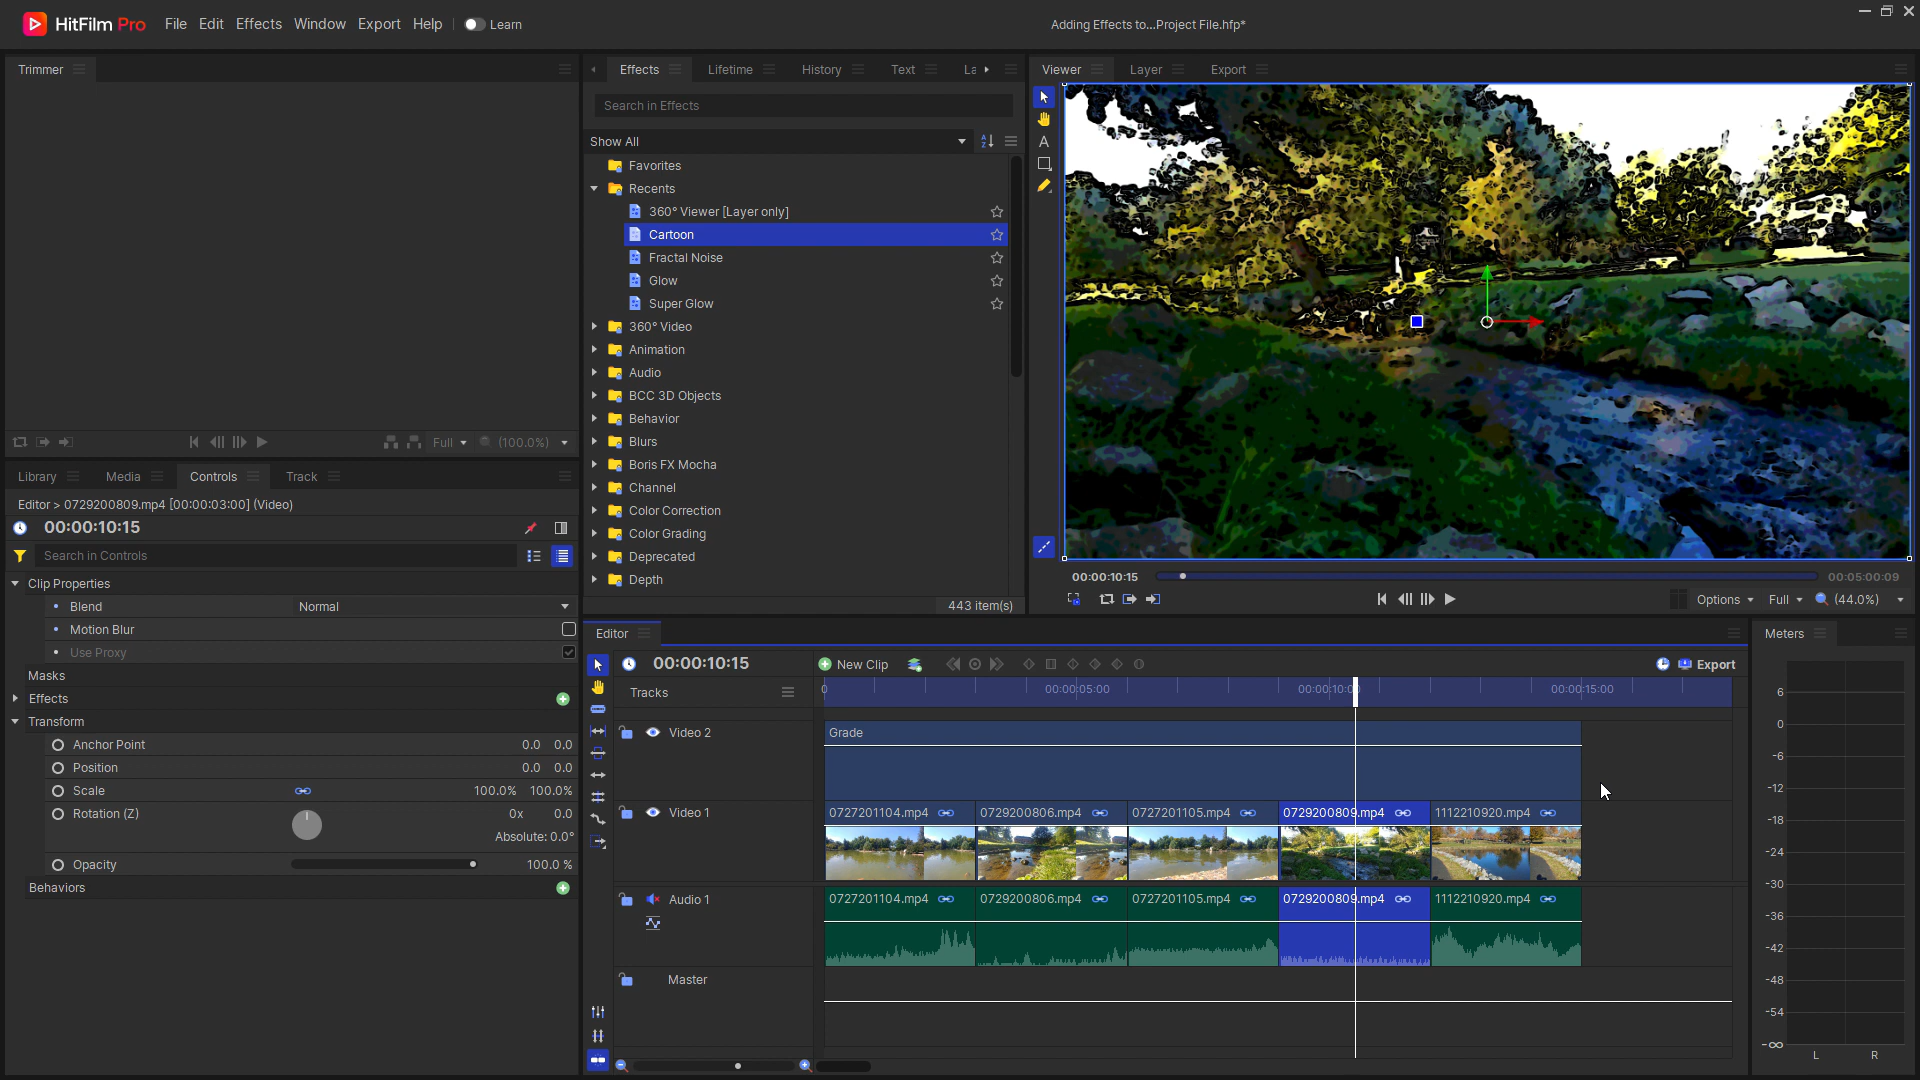 HitFilm Pro File Edit Effects Window Export Help Learn Adding Effects to...Project File.hfp*
Trimmer
Full (100.0%)
Library Media Controls Track
Editor > 0729200809.mp4 [00:00:03:00] (Video)
00:00:10:15
Search in Controls
Clip Properties
Blend Normal
Motion Blur
Use Proxy
Masks
Effects
Transform
Anchor Point 0.0 0.0
Position 0.0 0.0
Scale 100.0% 100.0%
Rotation (Z) 0x 0.0
Absolute: 0.0°
Opacity 100.0 %
Behaviors
Effects Lifetime History Text La
Search in Effects
Show All
Favorites
Recents
360° Viewer [Layer only]
Cartoon
Fractal Noise
Glow
Super Glow
360° Video
Animation
Audio
BCC 3D Objects
Behavior
Blurs
Boris FX Mocha
Channel
Color Correction
Color Grading
Deprecated
Depth
443 item(s)
Viewer Layer Export
A
00:00:10:15 00:05:00:09
Options Full (44.0%)
Editor
00:00:10:15 New Clip Export
Tracks 0 00:00:05:00 00:00:10:0 00:00:15:00
Video 2 Grade
Video 1 0727201104.mp4 0729200806.mp4 0727201105.mp4 0729200809.mp4 1112210920.mp4
Audio 1 0727201104.mp4 0729200806.mp4 0727201105.mp4 0729200809.mp4 1112210920.mp4
Master
Meters
6
0
-6
-12
-18
-24
-30
-36
-42
-48
-54
-∞
L R